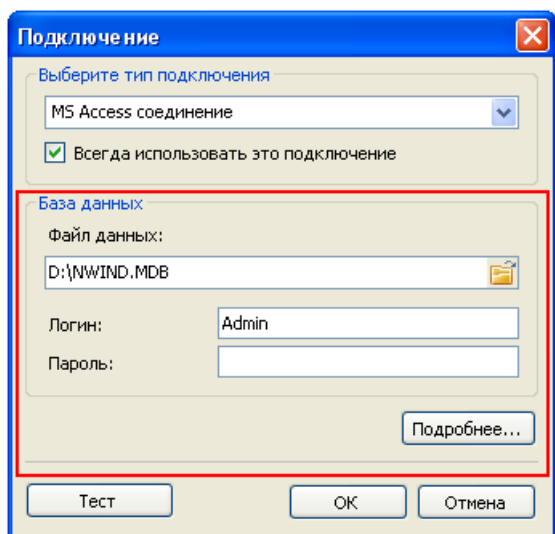 Подключение
Выберите тип подключения
MS Access соединение
Всегда использовать это подключение
База данных
Файл данных:
D:\NWIND.MDB
Логин: Admin
Пароль:
Подробнее...
Тест OK Отмена